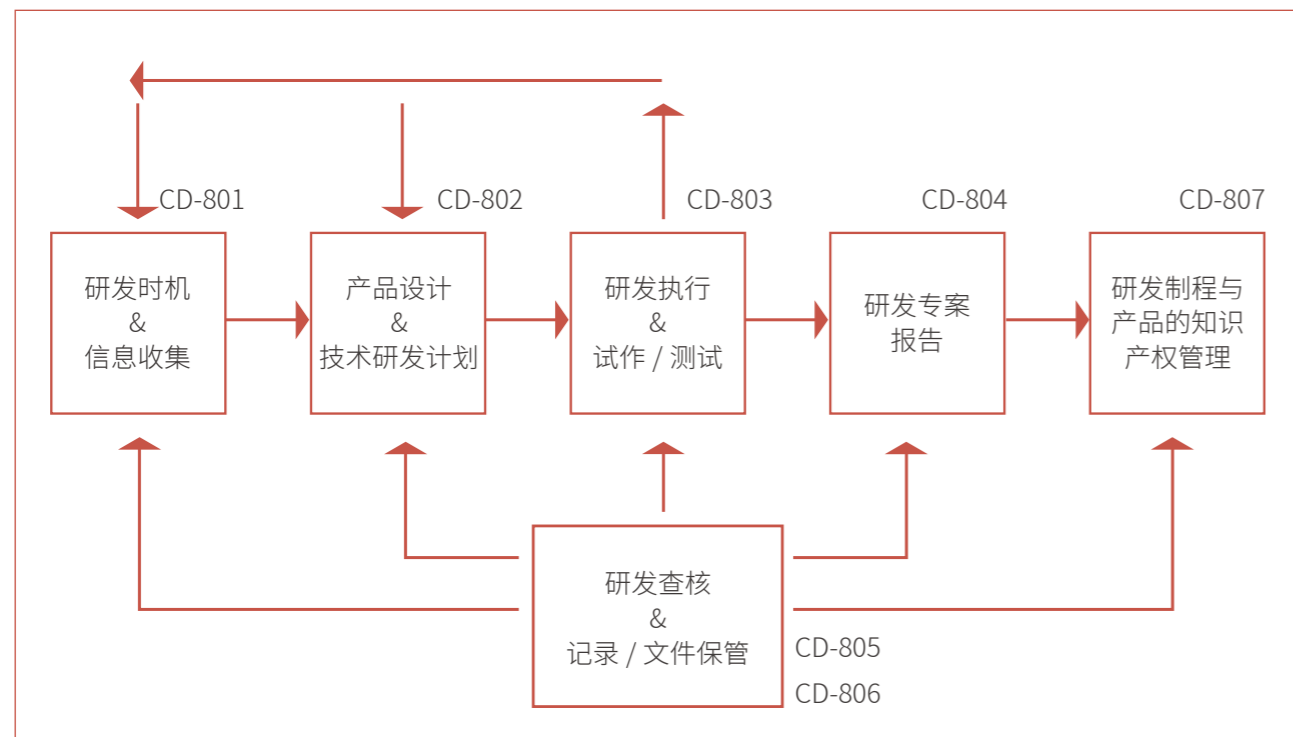 CD-801
CD-802
CD-803
CD-804
CD-807
研发时机
&
信息收集
产品设计
&
技术研发计划
研发执行
&
试作 / 测试
研发专案
报告
研发制程与
产品的知识
产权管理
研发查核
&
记录 / 文件保管
CD-805
CD-806